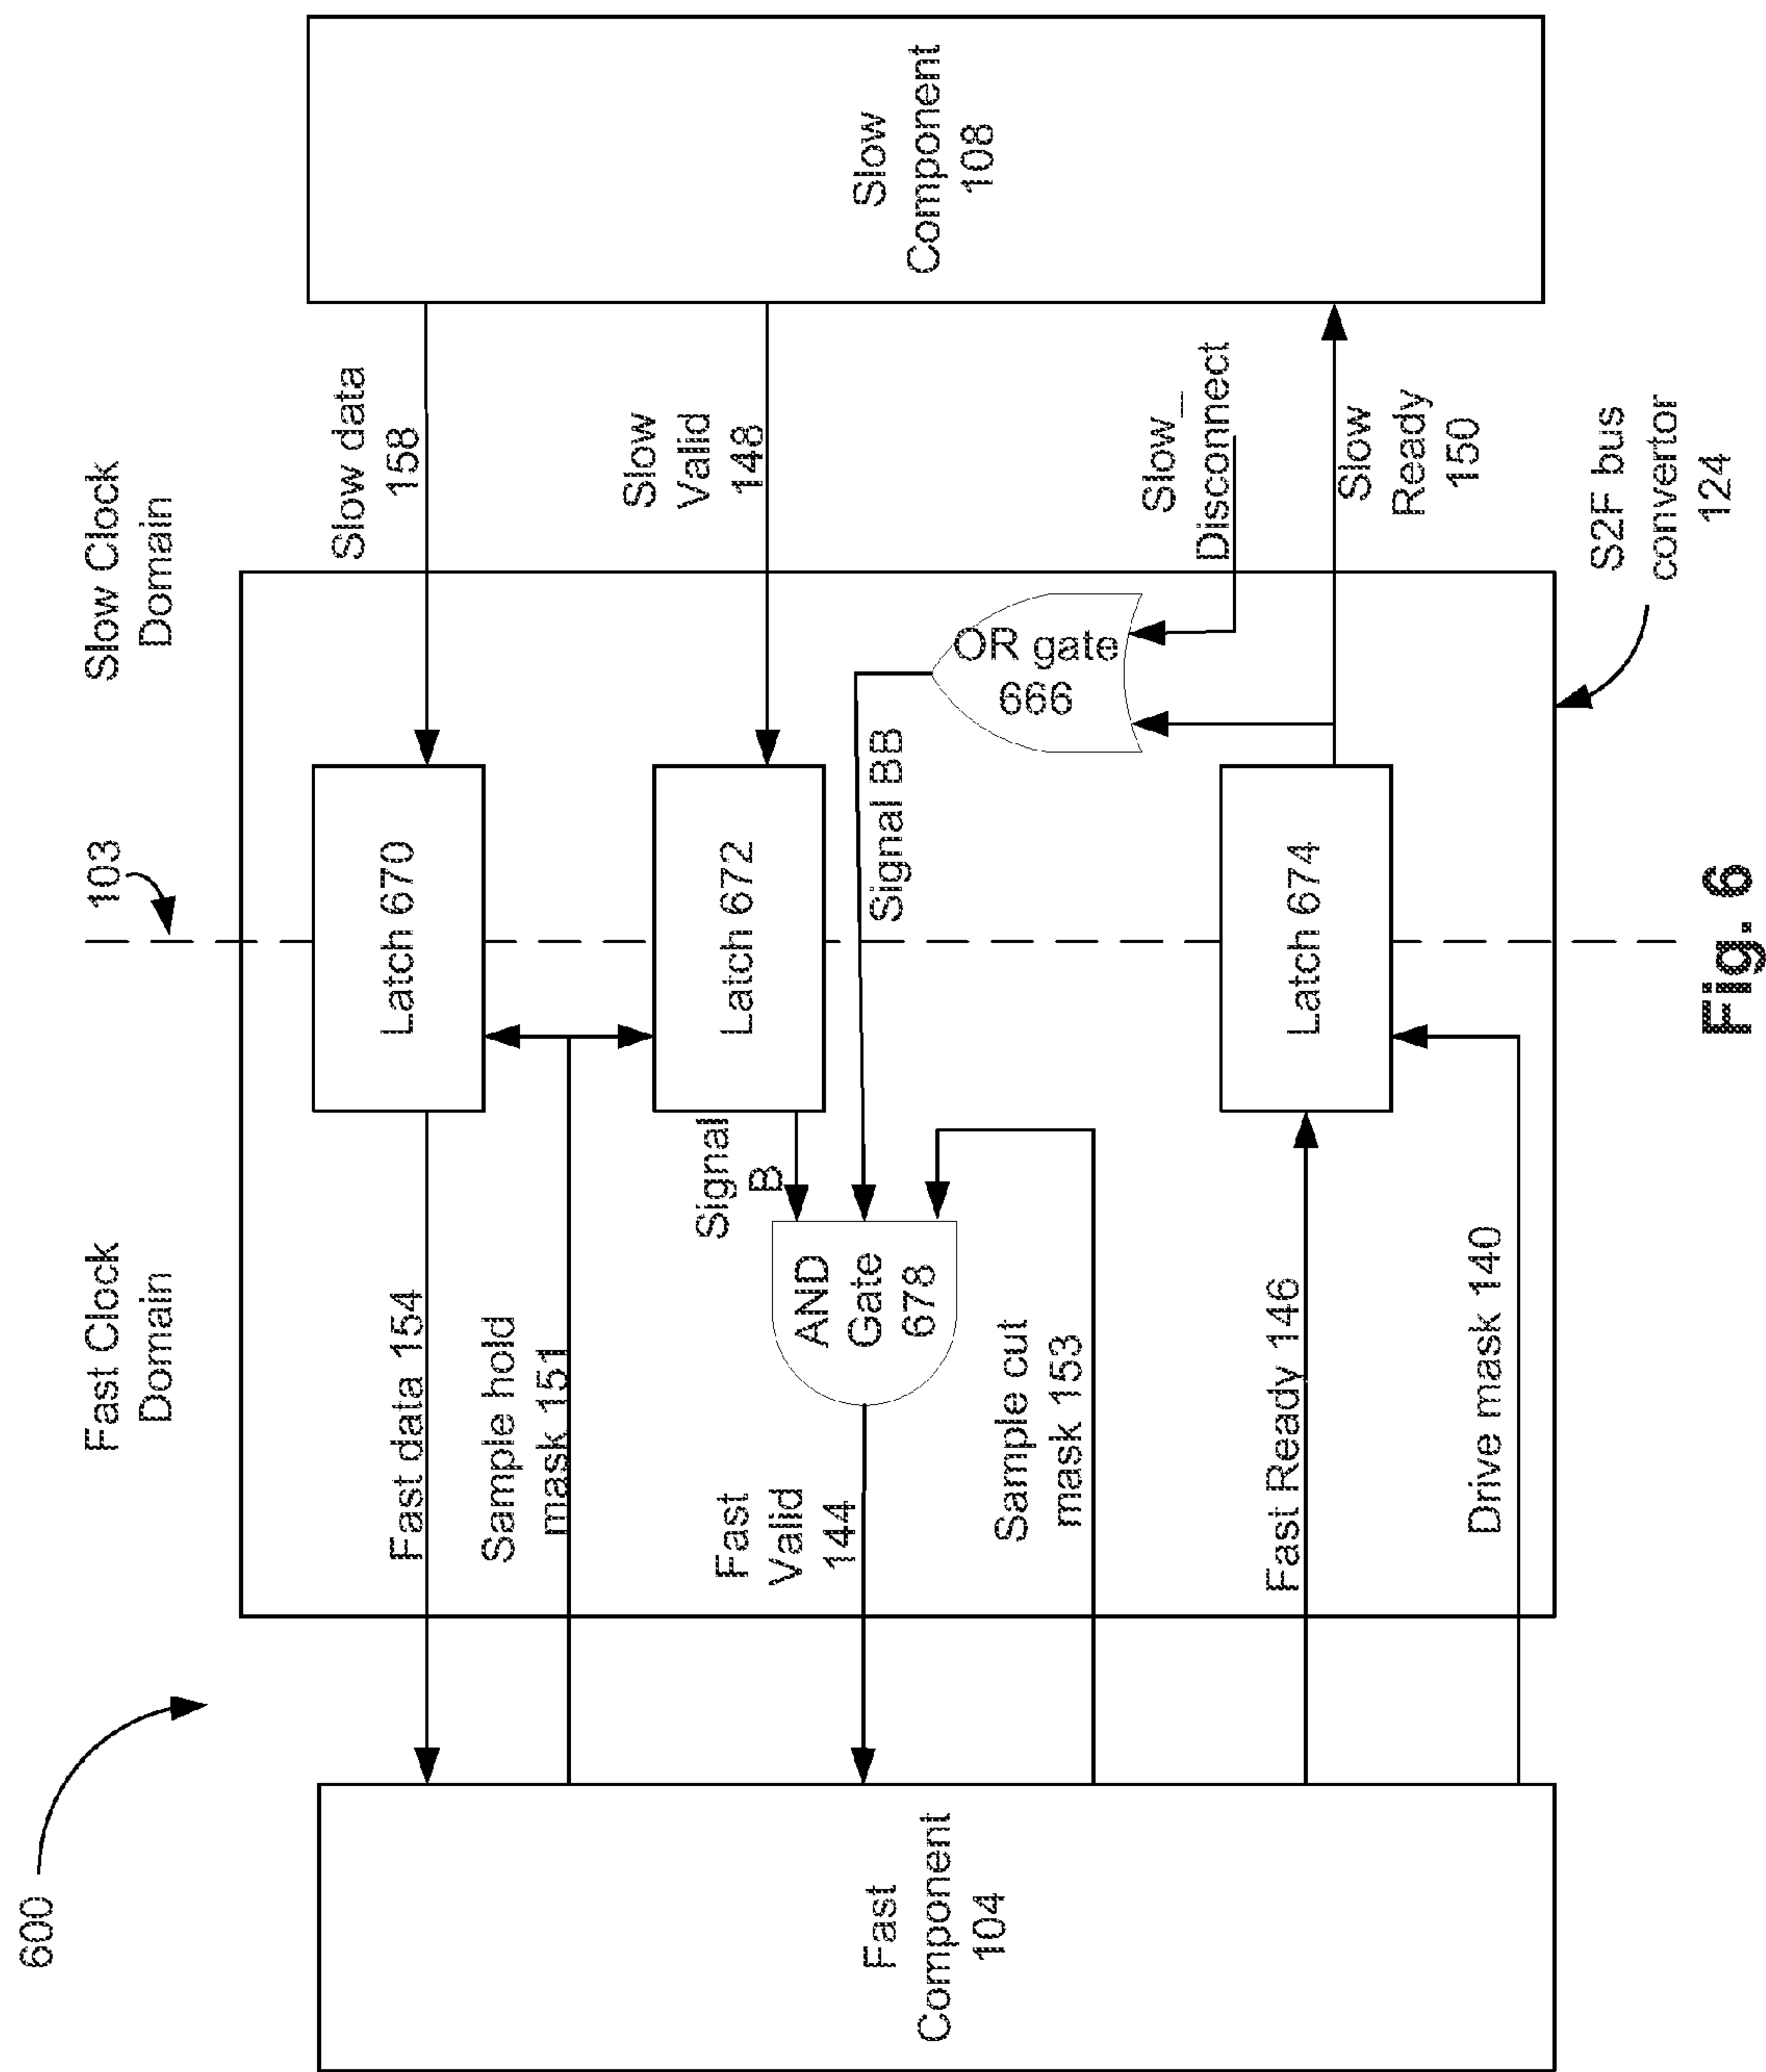 600
Fast Clock
Domain
103
Slow Clock
Domain
Fast Component
104
Fast data 154
Latch 670
Slow data
158
Slow
Component
108
Sample hold
mask 151
Fast
Valid
144
AND
Gate
678
Signal
B
Latch 672
Slow
Valid
148
Signal BB
OR gate
666
Slow_
Disconnect
Sample cut
mask 153
Fast Ready 146
Latch 674
Slow
Ready
150
Drive mask 140
S2F bus
convertor
124
Fig. 6